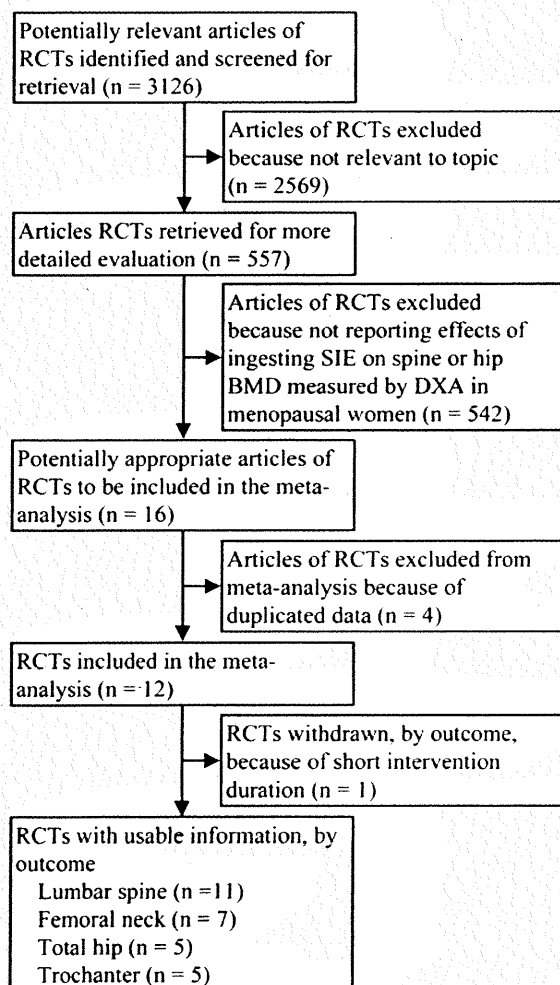 Potentially relevant articles of
RCTs identified and screened for
retrieval (n = 3126)
Articles of RCTs excluded
because not relevant to topic
(n = 2569)
Articles RCTs retrieved for more
detailed evaluation (n = 557)
Articles of RCTs excluded
because not reporting effects of
ingesting SIE on spine or hip
BMD measured by DXA in
menopausal women (n = 542)
Potentially appropriate articles of
RCTs to be included in the meta-
analysis (n = 16)
Articles of RCTs excluded from
meta-analysis because of
duplicated data (n = 4)
RCTs included in the meta-
analysis (n = 12)
RCTs withdrawn, by outcome,
because of short intervention
duration (n = 1)
RCTs with usable information, by
outcome
Lumbar spine (n =11)
Femoral neck (n = 7)
Total hip (n = 5)
Trochanter (n = 5)